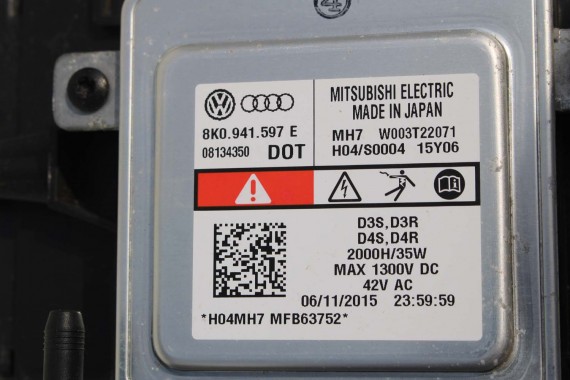 MITSUBISHI ELECTRIC
MADE IN JAPAN
8K0.941.597 E
08134350 DOT
MH7 W003T22071
H04/S0004 15Y06
D3S,D3R
D4S,D4R
2000H/35W
MAX 1300V DC
42V AC
06/11/2015 23:59:59
*H04MH7 MFB63752*